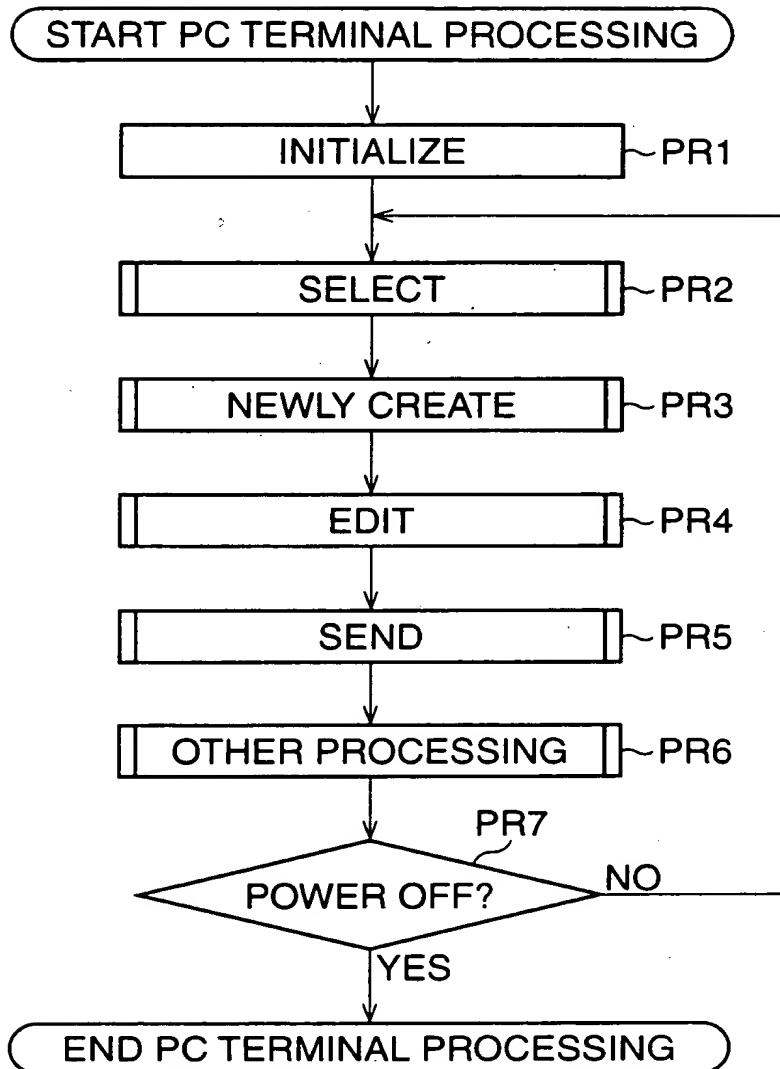 START PC TERMINAL PROCESSING
INITIALIZE PR1
SELECT PR2
NEWLY CREATE PR3
EDIT PR4
SEND PR5
OTHER PROCESSING PR6
PR7
POWER OFF? NO
YES
END PC TERMINAL PROCESSING